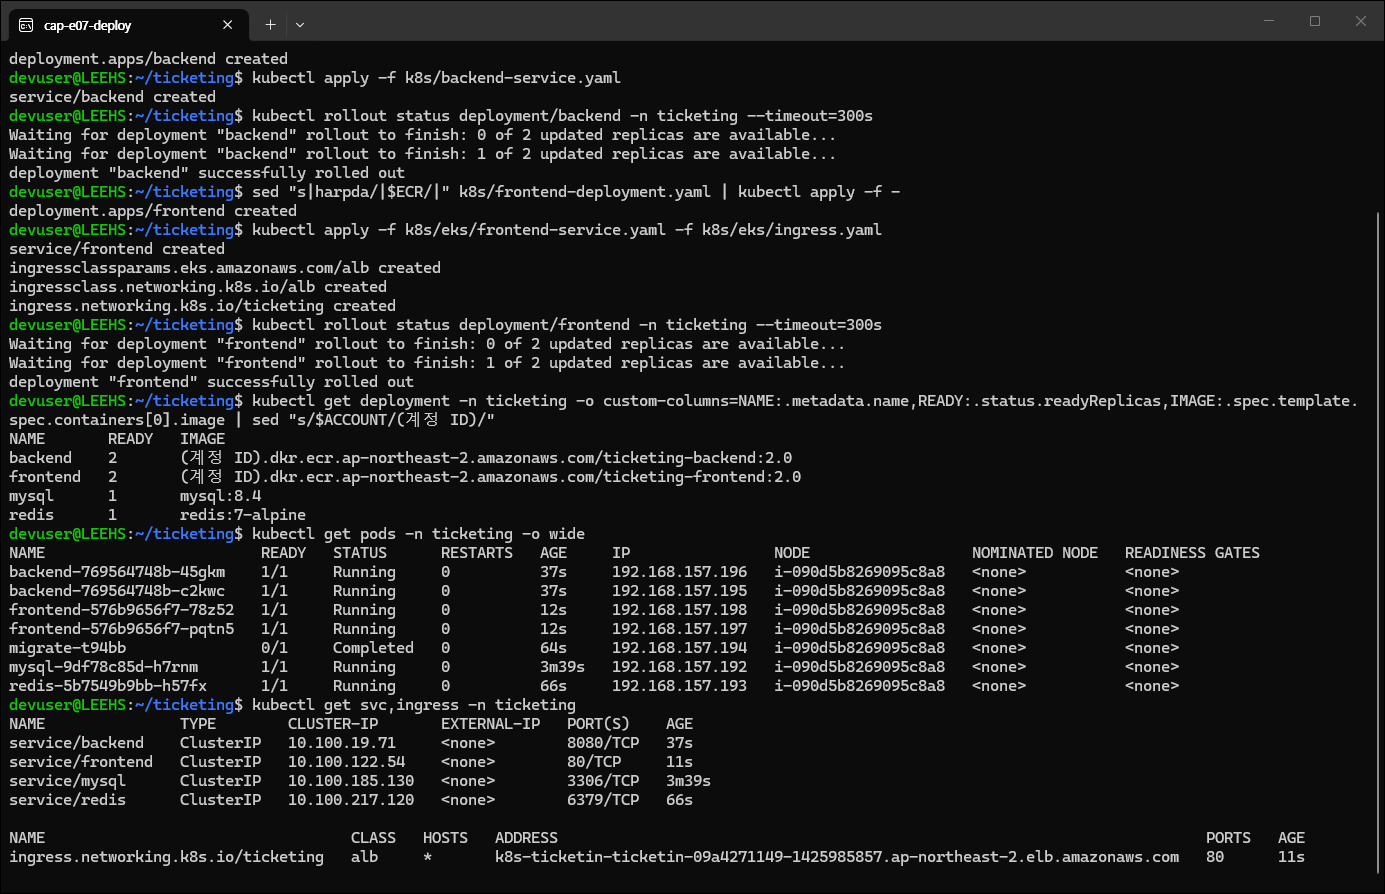 cap-e07-deploy
deployment.apps/backend created
devuser@LEEHS:~/ticketing$ kubectl apply -f k8s/backend-service.yaml
service/backend created
devuser@LEEHS:~/ticketing$ kubectl rollout status deployment/backend -n ticketing --timeout=300s
Waiting for deployment "backend" rollout to finish: 0 of 2 updated replicas are available...
Waiting for deployment "backend" rollout to finish: 1 of 2 updated replicas are available...
deployment "backend" successfully rolled out
devuser@LEEHS:~/ticketing$ sed "s|harpda/|$ECR/|" k8s/frontend-deployment.yaml | kubectl apply -f -
deployment.apps/frontend created
devuser@LEEHS:~/ticketing$ kubectl apply -f k8s/eks/frontend-service.yaml -f k8s/eks/ingress.yaml
service/frontend created
ingressclassparams.eks.amazonaws.com/alb created
ingressclass.networking.k8s.io/alb created
ingress.networking.k8s.io/ticketing created
devuser@LEEHS:~/ticketing$ kubectl rollout status deployment/frontend -n ticketing --timeout=300s
Waiting for deployment "frontend" rollout to finish: 0 of 2 updated replicas are available...
Waiting for deployment "frontend" rollout to finish: 1 of 2 updated replicas are available...
deployment "frontend" successfully rolled out
devuser@LEEHS:~/ticketing$ kubectl get deployment -n ticketing -o custom-columns=NAME:.metadata.name,READY:.status.readyReplicas,IMAGE:.spec.template.
spec.containers[0].image | sed "s/$ACCOUNT/(계정 ID)/"
NAME       READY   IMAGE
backend    2       (계정 ID).dkr.ecr.ap-northeast-2.amazonaws.com/ticketing-backend:2.0
frontend   2       (계정 ID).dkr.ecr.ap-northeast-2.amazonaws.com/ticketing-frontend:2.0
mysql      1       mysql:8.4
redis      1       redis:7-alpine
devuser@LEEHS:~/ticketing$ kubectl get pods -n ticketing -o wide
NAME                        READY   STATUS      RESTARTS   AGE     IP                NODE                  NOMINATED NODE   READINESS GATES
backend-769564748b-45gkm    1/1     Running     0          37s     192.168.157.196   i-090d5b8269095c8a8   <none>           <none>
backend-769564748b-c2kwc    1/1     Running     0          37s     192.168.157.195   i-090d5b8269095c8a8   <none>           <none>
frontend-576b9656f7-78z52   1/1     Running     0          12s     192.168.157.198   i-090d5b8269095c8a8   <none>           <none>
frontend-576b9656f7-pqtn5   1/1     Running     0          12s     192.168.157.197   i-090d5b8269095c8a8   <none>           <none>
migrate-t94bb               0/1     Completed   0          64s     192.168.157.194   i-090d5b8269095c8a8   <none>           <none>
mysql-9df78c85d-h7rnm       1/1     Running     0          3m39s   192.168.157.192   i-090d5b8269095c8a8   <none>           <none>
redis-5b7549b9bb-h57fx      1/1     Running     0          66s     192.168.157.193   i-090d5b8269095c8a8   <none>           <none>
devuser@LEEHS:~/ticketing$ kubectl get svc,ingress -n ticketing
NAME               TYPE        CLUSTER-IP       EXTERNAL-IP   PORT(S)    AGE
service/backend    ClusterIP   10.100.19.71     <none>        8080/TCP   37s
service/frontend   ClusterIP   10.100.122.54    <none>        80/TCP     11s
service/mysql      ClusterIP   10.100.185.130   <none>        3306/TCP   3m39s
service/redis      ClusterIP   10.100.217.120   <none>        6379/TCP   66s
NAME                                  CLASS   HOSTS   ADDRESS                                                                        PORTS   AGE
ingress.networking.k8s.io/ticketing   alb     *       k8s-ticketin-ticketin-09a4271149-1425985857.ap-northeast-2.elb.amazonaws.com   80      11s